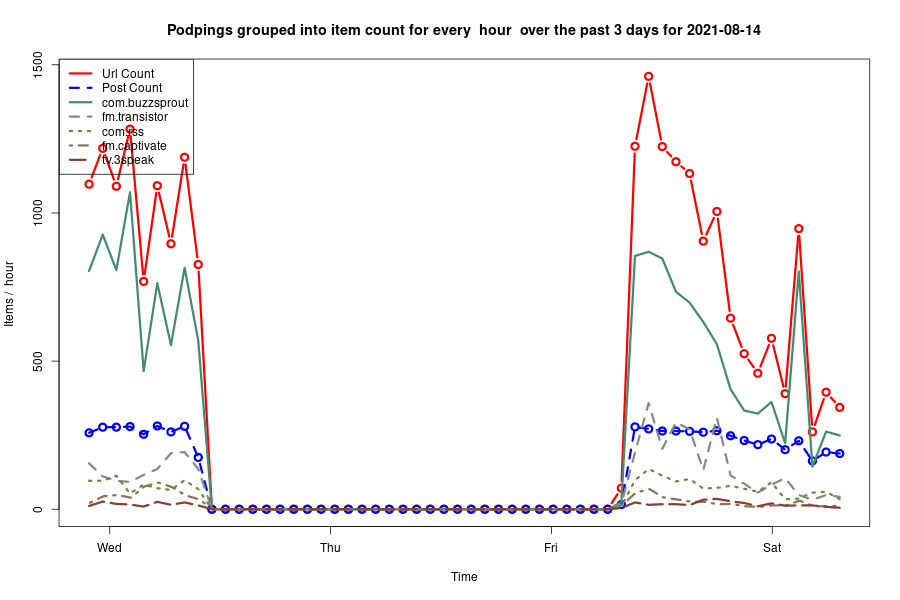 Podpings grouped into item count for every  hour  over the past 3 days for 2021-08-14
Url Count
Post Count
com.buzzsprout
fm.transistor
com.rss
fm.captivate
tv.3speak
1500
1000
500
0
Items /  hour
Wed
Thu
Fri
Sat
Time